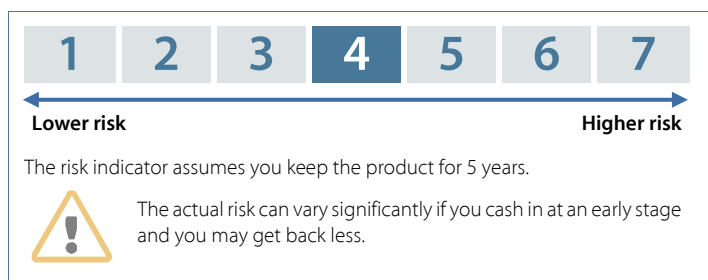 1 2 3 4 5 6 7
Lower risk Higher risk
The risk indicator assumes you keep the product for 5 years.
The actual risk can vary significantly if you cash in at an early stage
and you may get back less.